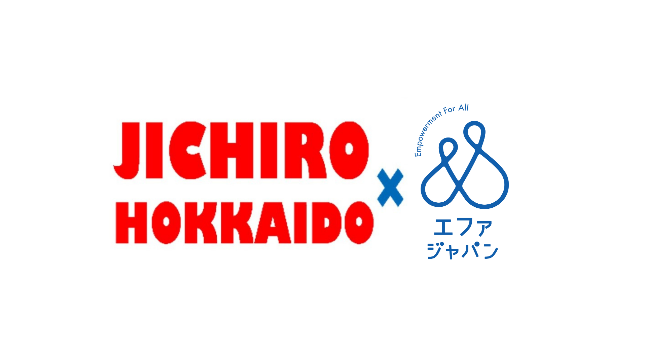 JICHIRO
HOKKAIDO
×
Empowerment For All
エファ
ジャパン